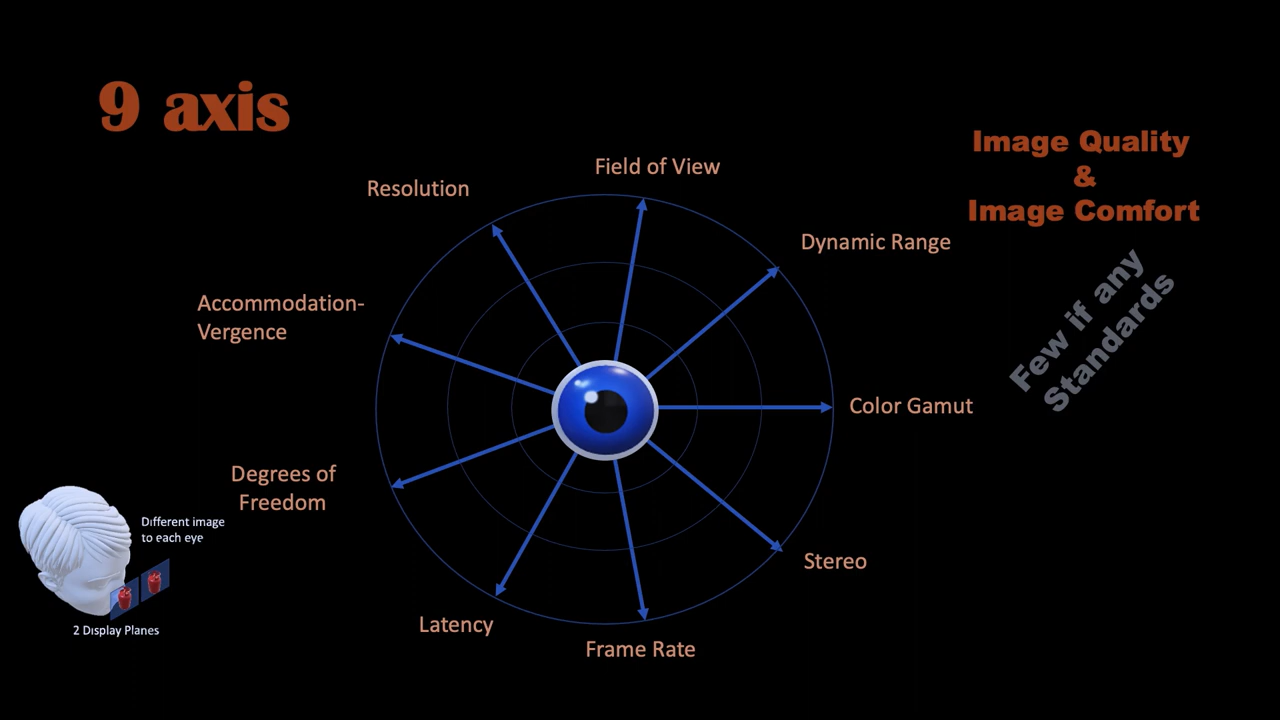 9 axis
Image Quality
&
Image Comfort
Few if any
Standards
Field of View
Resolution
Dynamic Range
Accommodation-
Vergence
Color Gamut
Degrees of
Freedom
Stereo
Latency
Frame Rate
Different image
to each eye
2 Display Planes